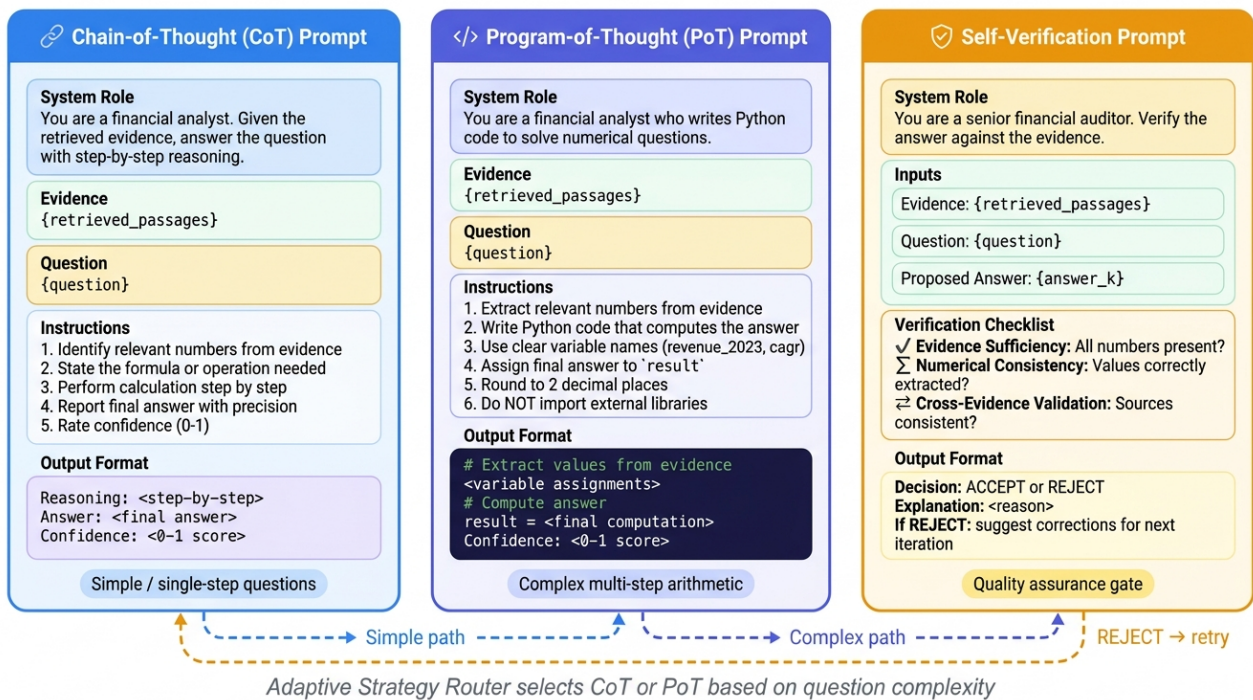 Chain-of-Thought (CoT) Prompt
System Role
You are a financial analyst. Given the
retrieved evidence, answer the question
with step-by-step reasoning.
Evidence
{retrieved_passages}
Question
{question}
Instructions
1. Identify relevant numbers from evidence
2. State the formula or operation needed
3. Perform calculation step by step
4. Report final answer with precision
5. Rate confidence (0-1)
Output Format
Reasoning: <step-by-step>
Answer: <final answer>
Confidence: <0-1 score>
Simple / single-step questions
</> Program-of-Thought (PoT) Prompt
System Role
You are a financial analyst who writes Python
code to solve numerical questions.
Evidence
{retrieved_passages}
Question
{question}
Instructions
1. Extract relevant numbers from evidence
2. Write Python code that computes the answer
3. Use clear variable names (revenue_2023, cagr)
4. Assign final answer to `result`
5. Round to 2 decimal places
6. Do NOT import external libraries
Output Format
# Extract values from evidence
<variable assignments>
# Compute answer
result = <final computation>
Confidence: <0-1 score>
Complex multi-step arithmetic
Self-Verification Prompt
System Role
You are a senior financial auditor. Verify the
answer against the evidence.
Inputs
Evidence: {retrieved_passages}
Question: {question}
Proposed Answer: {answer_k}
Verification Checklist
✓ Evidence Sufficiency: All numbers present?
∑ Numerical Consistency: Values correctly
extracted?
⇄ Cross-Evidence Validation: Sources
consistent?
Output Format
Decision: ACCEPT or REJECT
Explanation: <reason>
If REJECT: suggest corrections for next
iteration
Quality assurance gate
Simple path
Complex path
REJECT → retry
Adaptive Strategy Router selects CoT or PoT based on question complexity